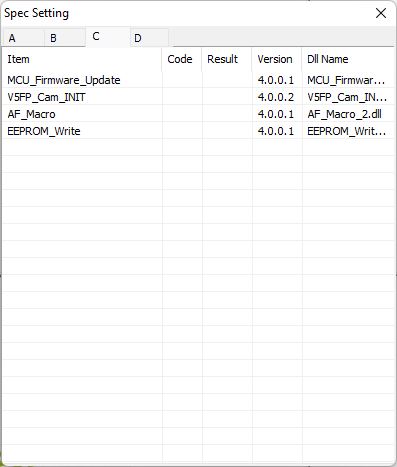 Spec Setting
A B C D
Item Code Result Version Dll Name
MCU_Firmware_Update 4.0.0.1 MCU_Firmwar...
V5FP_Cam_INIT 4.0.0.2 V5FP_Cam_IN...
AF_Macro 4.0.0.1 AF_Macro_2.dll
EEPROM_Write 4.0.0.1 EEPROM_Writ...